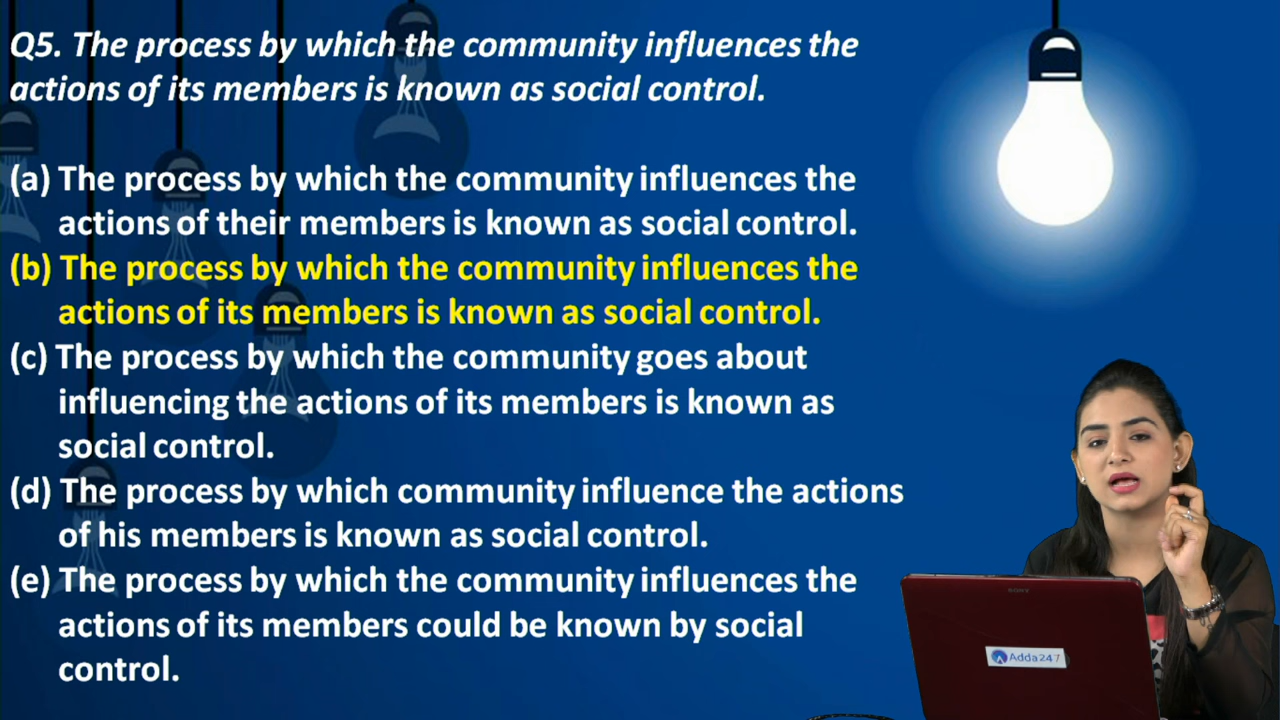 Q5. The process by which the community influences the
actions of its members is known as social control.
(a) The process by which the community influences the
actions of their members is known as social control.
(b) The process by which the community influences the
actions of its members is known as social control.
(c) The process by which the community goes about
influencing the actions of its members is known as
social control.
(d) The process by which community influence the actions
of his members is known as social control.
(e) The process by which the community influences the
actions of its members could be known by social
control.
SONY
Adda247